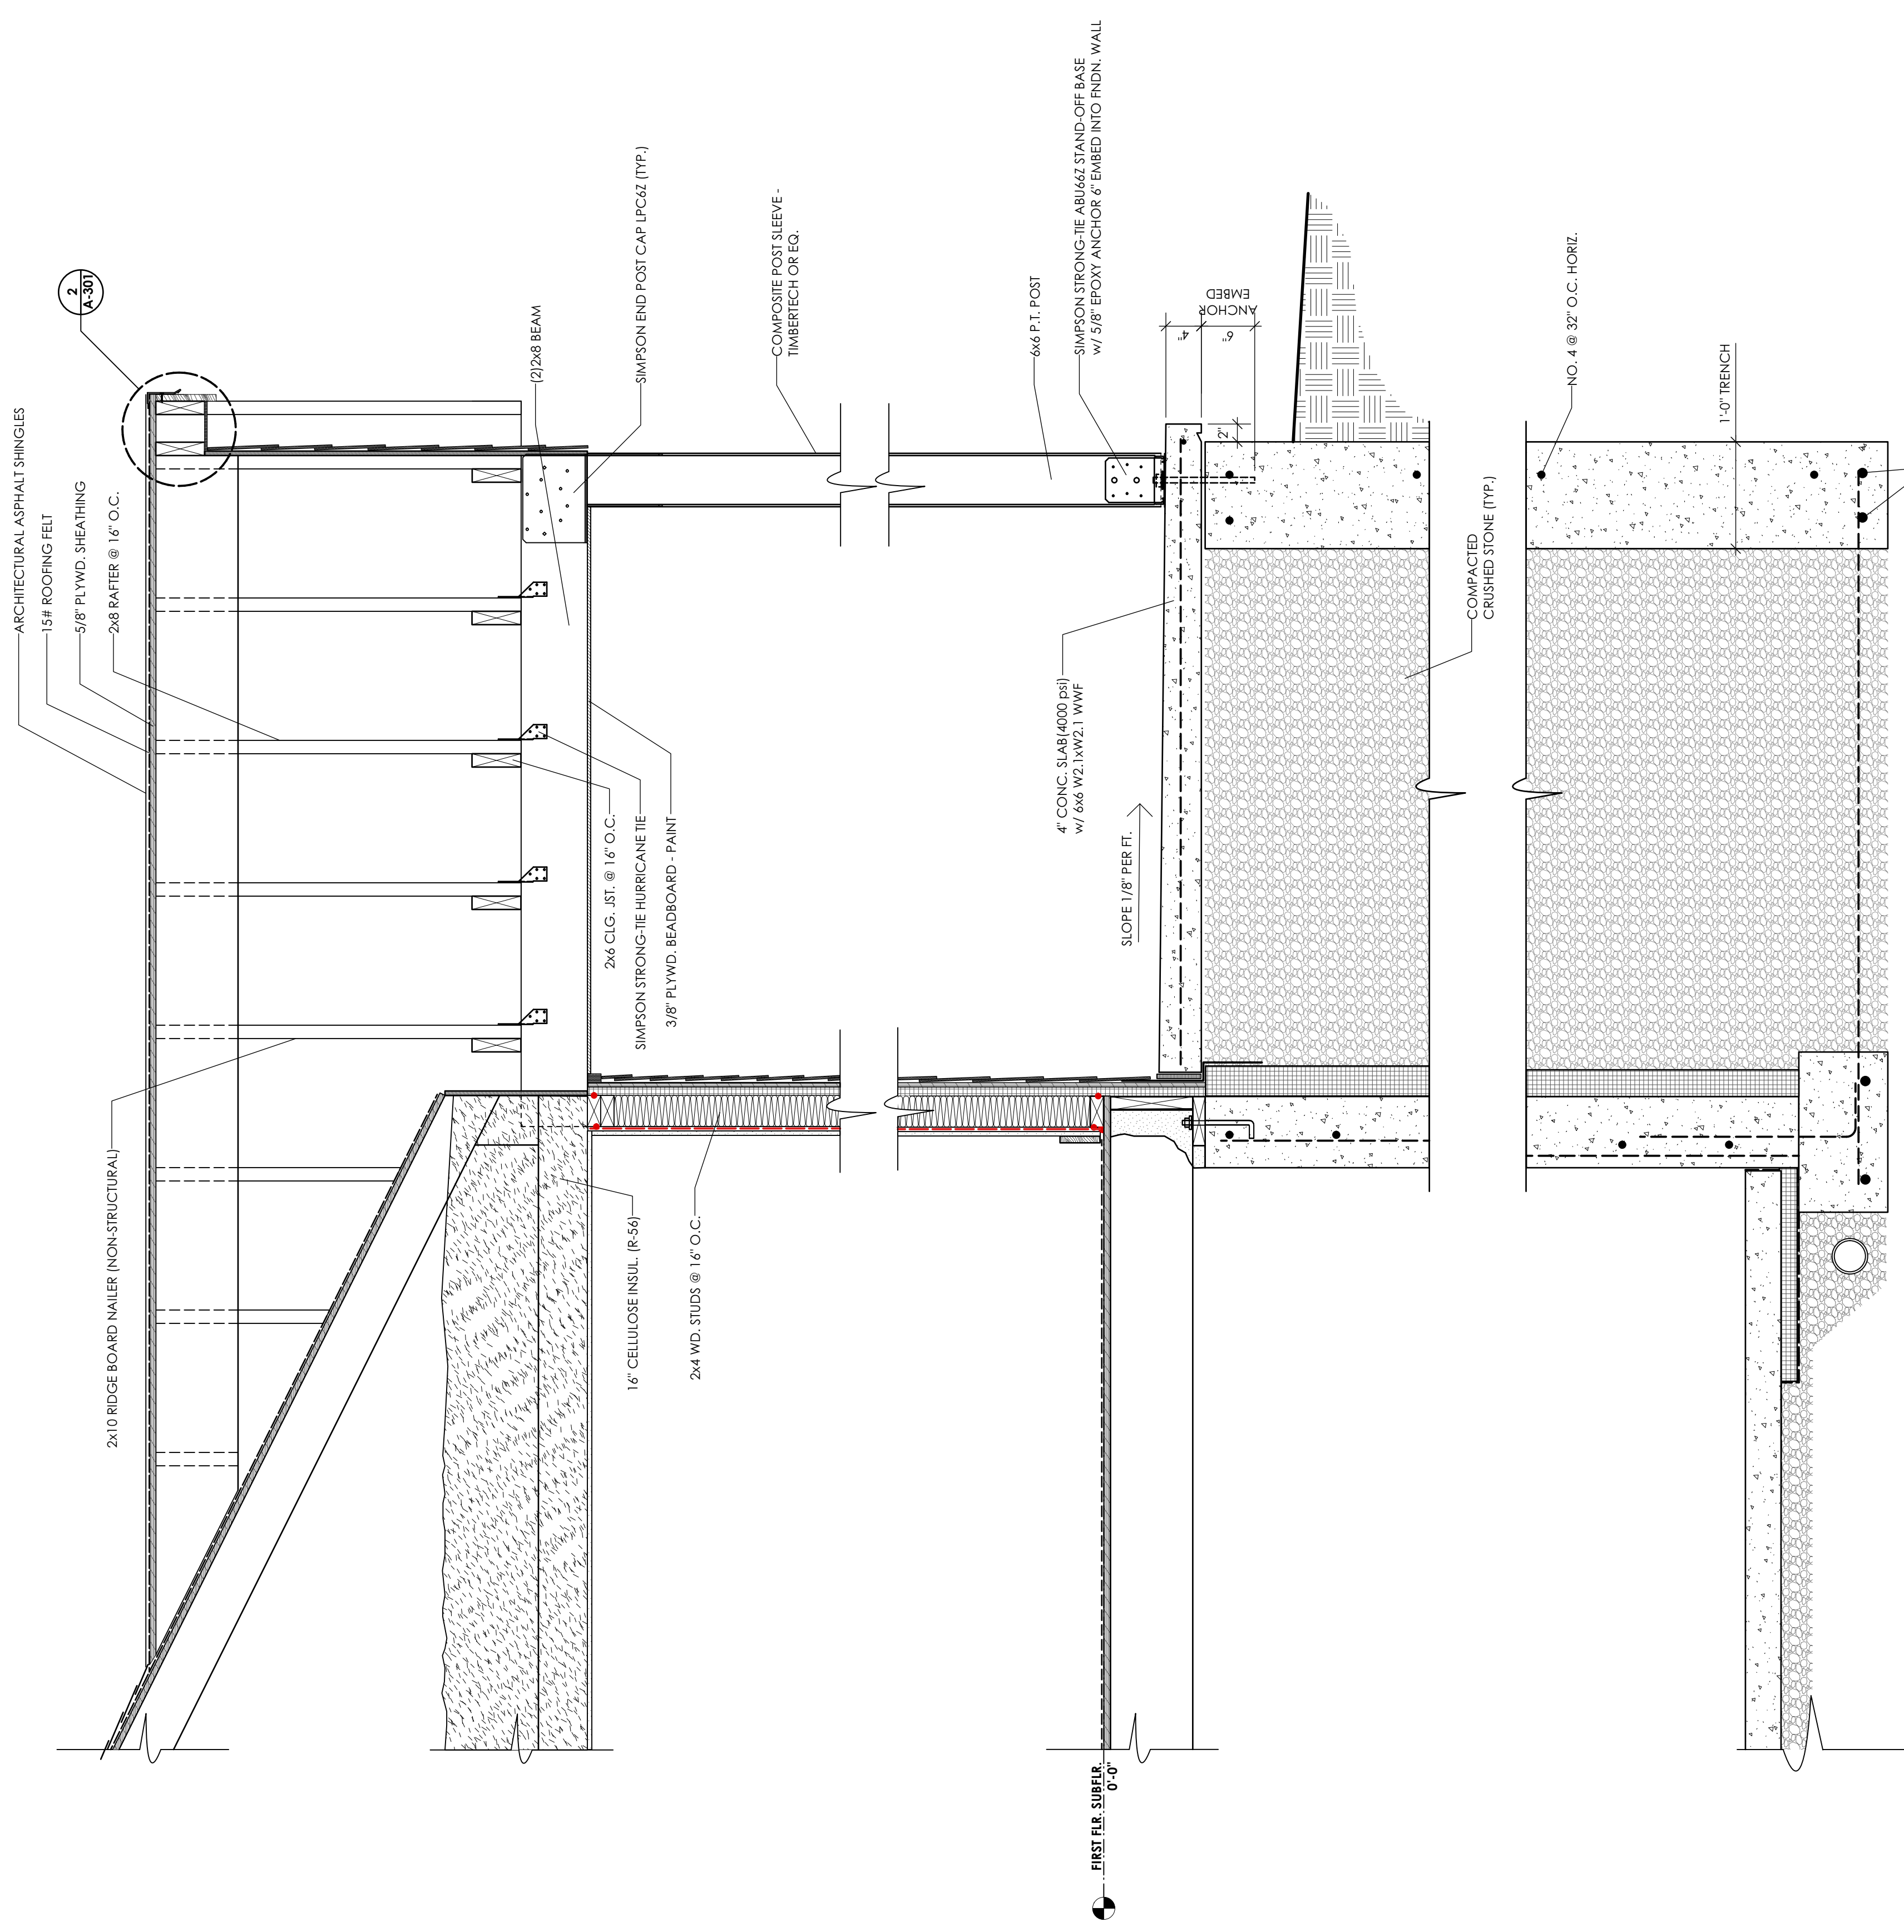 2
A-301
ARCHITECTURAL ASPHALT SHINGLES
15# ROOFING FELT
5/8" PLYWD. SHEATHING
2x8 RAFTER @ 16" O.C.
2x10 RIDGE BOARD NAILER (NON-STRUCTURAL)
(2)2x8 BEAM
SIMPSON END POST CAP LPC6Z (TYP.)
2x6 CLG. JST. @ 16" O.C.
SIMPSON STRONG-TIE HURRICANE TIE
3/8" PLYWD. BEADBOARD - PAINT
16" CELLULOSE INSUL. (R-56)
2x4 WD. STUDS @ 16" O.C.
COMPOSITE POST SLEEVE -
TIMBERTECH OR EQ.
6x6 P.T. POST
SIMPSON STRONG-TIE ABU66Z STAND-OFF BASE
w/ 5/8" EPOXY ANCHOR 6" EMBED INTO FNDN. WALL
4" CONC. SLAB(4000 psi)
w/ 6x6 W2.1xW2.1 WWF
SLOPE 1/8" PER FT.
4"
6"
ANCHOR
EMBED
2"
FIRST FLR. SUBFLR.
0'-0"
COMPACTED
CRUSHED STONE (TYP.)
NO. 4 @ 32" O.C. HORIZ.
1'-0" TRENCH